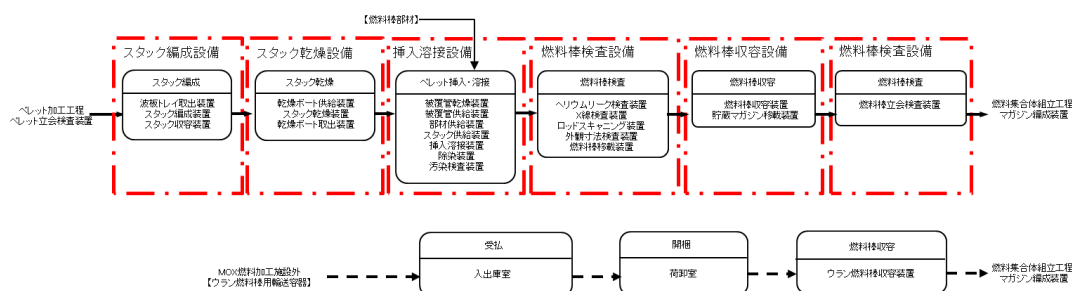 【燃料棒部材】
スタック編成設備
スタック乾燥設備
挿入溶接設備
燃料棒検査設備
燃料棒収容設備
燃料棒検査設備
ペレット加工工程
ペレット立会検査装置
スタック編成
波板トレイ取出装置
スタック編成装置
スタック収容装置
スタック乾燥
乾燥ボート供給装置
スタック乾燥装置
乾燥ボート取出装置
ペレット挿入・溶接
被覆管乾燥装置
被覆管供給装置
部材供給装置
スタック供給装置
挿入溶接装置
除染装置
汚染検査装置
燃料棒検査
ヘリウムリーク検査装置
X線検査装置
ロッドスキャニング装置
外観寸法検査装置
燃料棒移載装置
燃料棒収容
燃料棒収容装置
貯蔵マガジン移載装置
燃料棒検査
燃料棒立会検査装置
燃料集合体組立工程
マガジン編成装置
MOX燃料加工施設外
【ウラン燃料棒用輸送容器】
受払
入出庫室
開梱
荷卸室
燃料棒収容
ウラン燃料棒収容装置
燃料集合体組立工程
マガジン編成装置